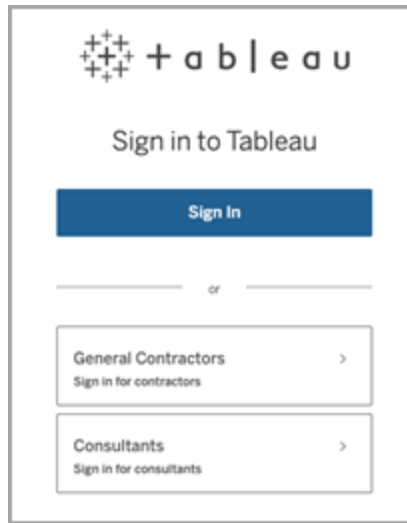 + a b | e a u
Sign in to Tableau
Sign In
or
General Contractors
Sign in for contractors
Consultants
Sign in for consultants